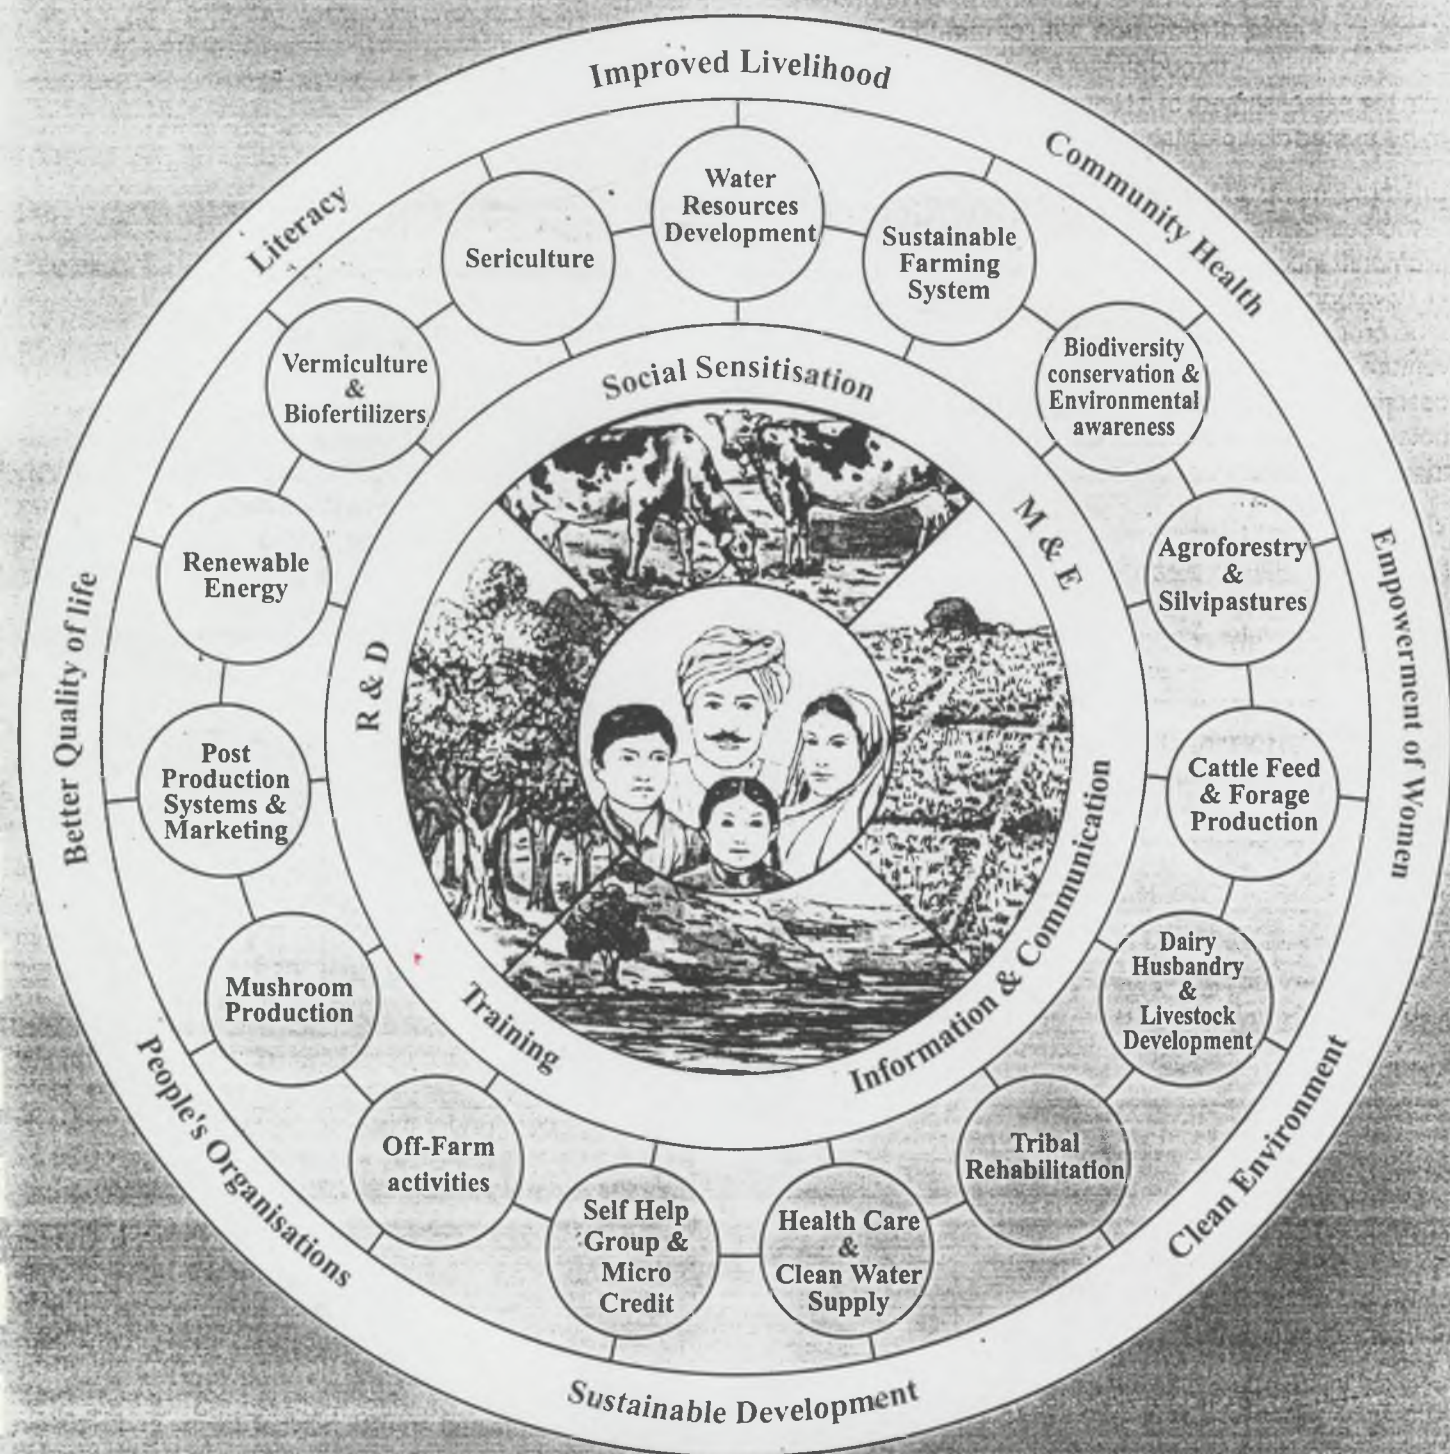 Improved Livelihood
Community Health
Empowerment of Women
Clean Environment
Sustainable Development
People's Organisations
Better Quality of life
Literacy
Water
Resources
Development
Sustainable
Farming
System
Biodiversity
conservation &
Environmental
awareness
Agroforestry
&
Silvipastures
Cattle Feed
& Forage
Production
Dairy
Husbandry
&
Livestock
Development
Tribal
Rehabilitation
Health Care
&
Clean Water
Supply
Self Help
Group &
Micro
Credit
Off-Farm
activities
Mushroom
Production
Post
Production
Systems &
Marketing
Renewable
Energy
Vermiculture
&
Biofertilizers
Sericulture
Social Sensitisation
M & E
Information & Communication
Training
R & D